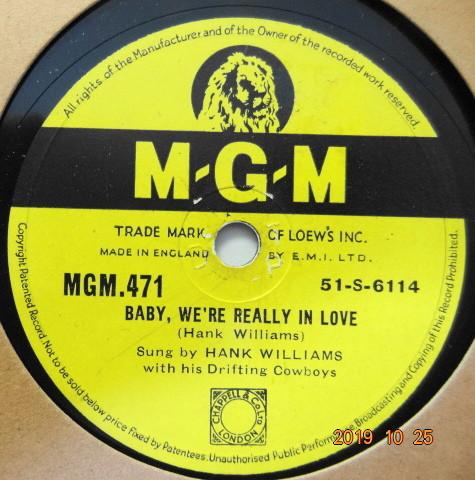 All rights of the Manufacturer and of the Owner of the recorded work reserved.
M-G-M
TRADE MARK CF LOEW'S INC.
MADE IN ENGLAND BY E.M.I. LTD.
MGM.471 51-S-6114
BABY, WE'RE REALLY IN LOVE
(Hank Williams)
Sung by HANK WILLIAMS
with his Drifting Cowboys
CHAPPELL & CO LTD
LONDON
Copyright Patented Record. Not to be sold below price fixed by Patentees. Unauthorised Public Performance Broadcasting and Copying of this Record Prohibited.
2019 10 25